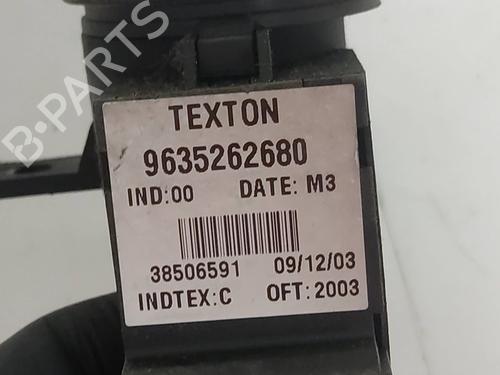 B-PARTS
TEXTON
9635262680
IND:00 DATE: M3
38506591 09/12/03
INDTEX:C OFT:2003